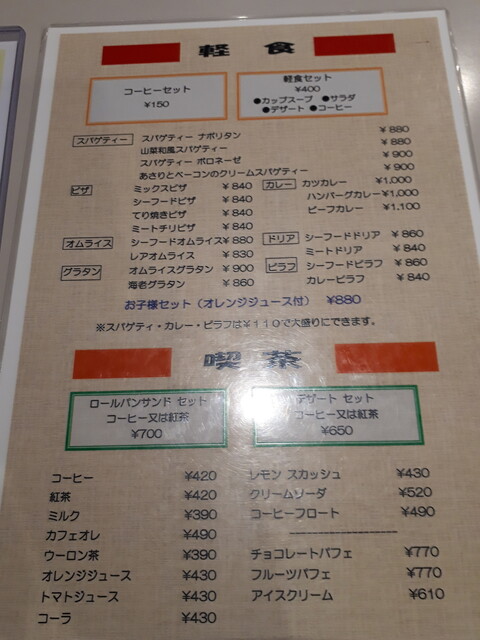 軽 食
コーヒーセット
¥150
軽食セット
¥400
●カップスープ ●サラダ
●デザート ●コーヒー
スパゲティー スパゲティー ナポリタン ¥880
山菜和風スパゲティー ¥880
スパゲティー ボロネーゼ ¥900
あさりとベーコンのクリームスパゲティー ¥900
ピザ ミックスピザ ¥840
シーフードピザ ¥840
てり焼きピザ ¥840
ミートチリピザ ¥840
カレー カツカレー ¥1,000
ハンバーグカレー ¥1,000
ビーフカレー ¥1,100
オムライス シーフードオムライス ¥880
レアオムライス ¥830
ドリア シーフードドリア ¥860
ミートドリア ¥840
グラタン オムライスグラタン ¥900
海老グラタン ¥860
ピラフ シーフードピラフ ¥860
カレーピラフ ¥840
お子様セット(オレンジジュース付) ¥880
※スパゲティ・カレー・ピラフは¥110で大盛りにできます。
喫 茶
ロールパンサンド セット
コーヒー又は紅茶
¥700
デザート セット
コーヒー又は紅茶
¥650
コーヒー ¥420
紅茶 ¥420
ミルク ¥390
カフェオレ ¥490
ウーロン茶 ¥390
オレンジジュース ¥430
トマトジュース ¥430
コーラ ¥430
レモン スカッシュ ¥430
クリームソーダ ¥520
コーヒーフロート ¥490
チョコレートパフェ ¥770
フルーツパフェ ¥770
アイスクリーム ¥610